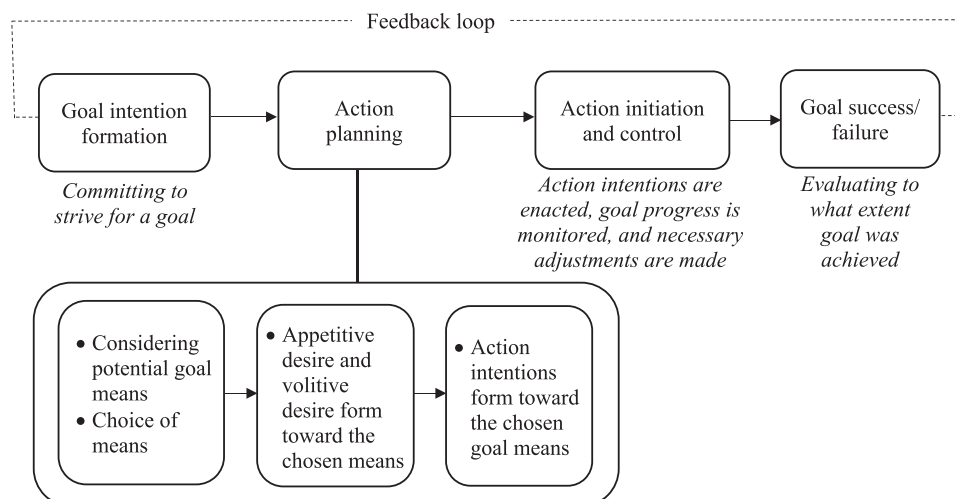 Feedback loop
Goal intention
formation
Action
planning
Action initiation
and control
Goal success/
failure
Committing to
strive for a goal
Action intentions are
enacted, goal progress is
monitored, and necessary
adjustments are made
Evaluating to
what extent
goal was
achieved
• Considering
potential goal
means
• Choice of
means
• Appetitive
desire and
volitive
desire form
toward the
chosen means
• Action
intentions
form toward
the chosen
goal means